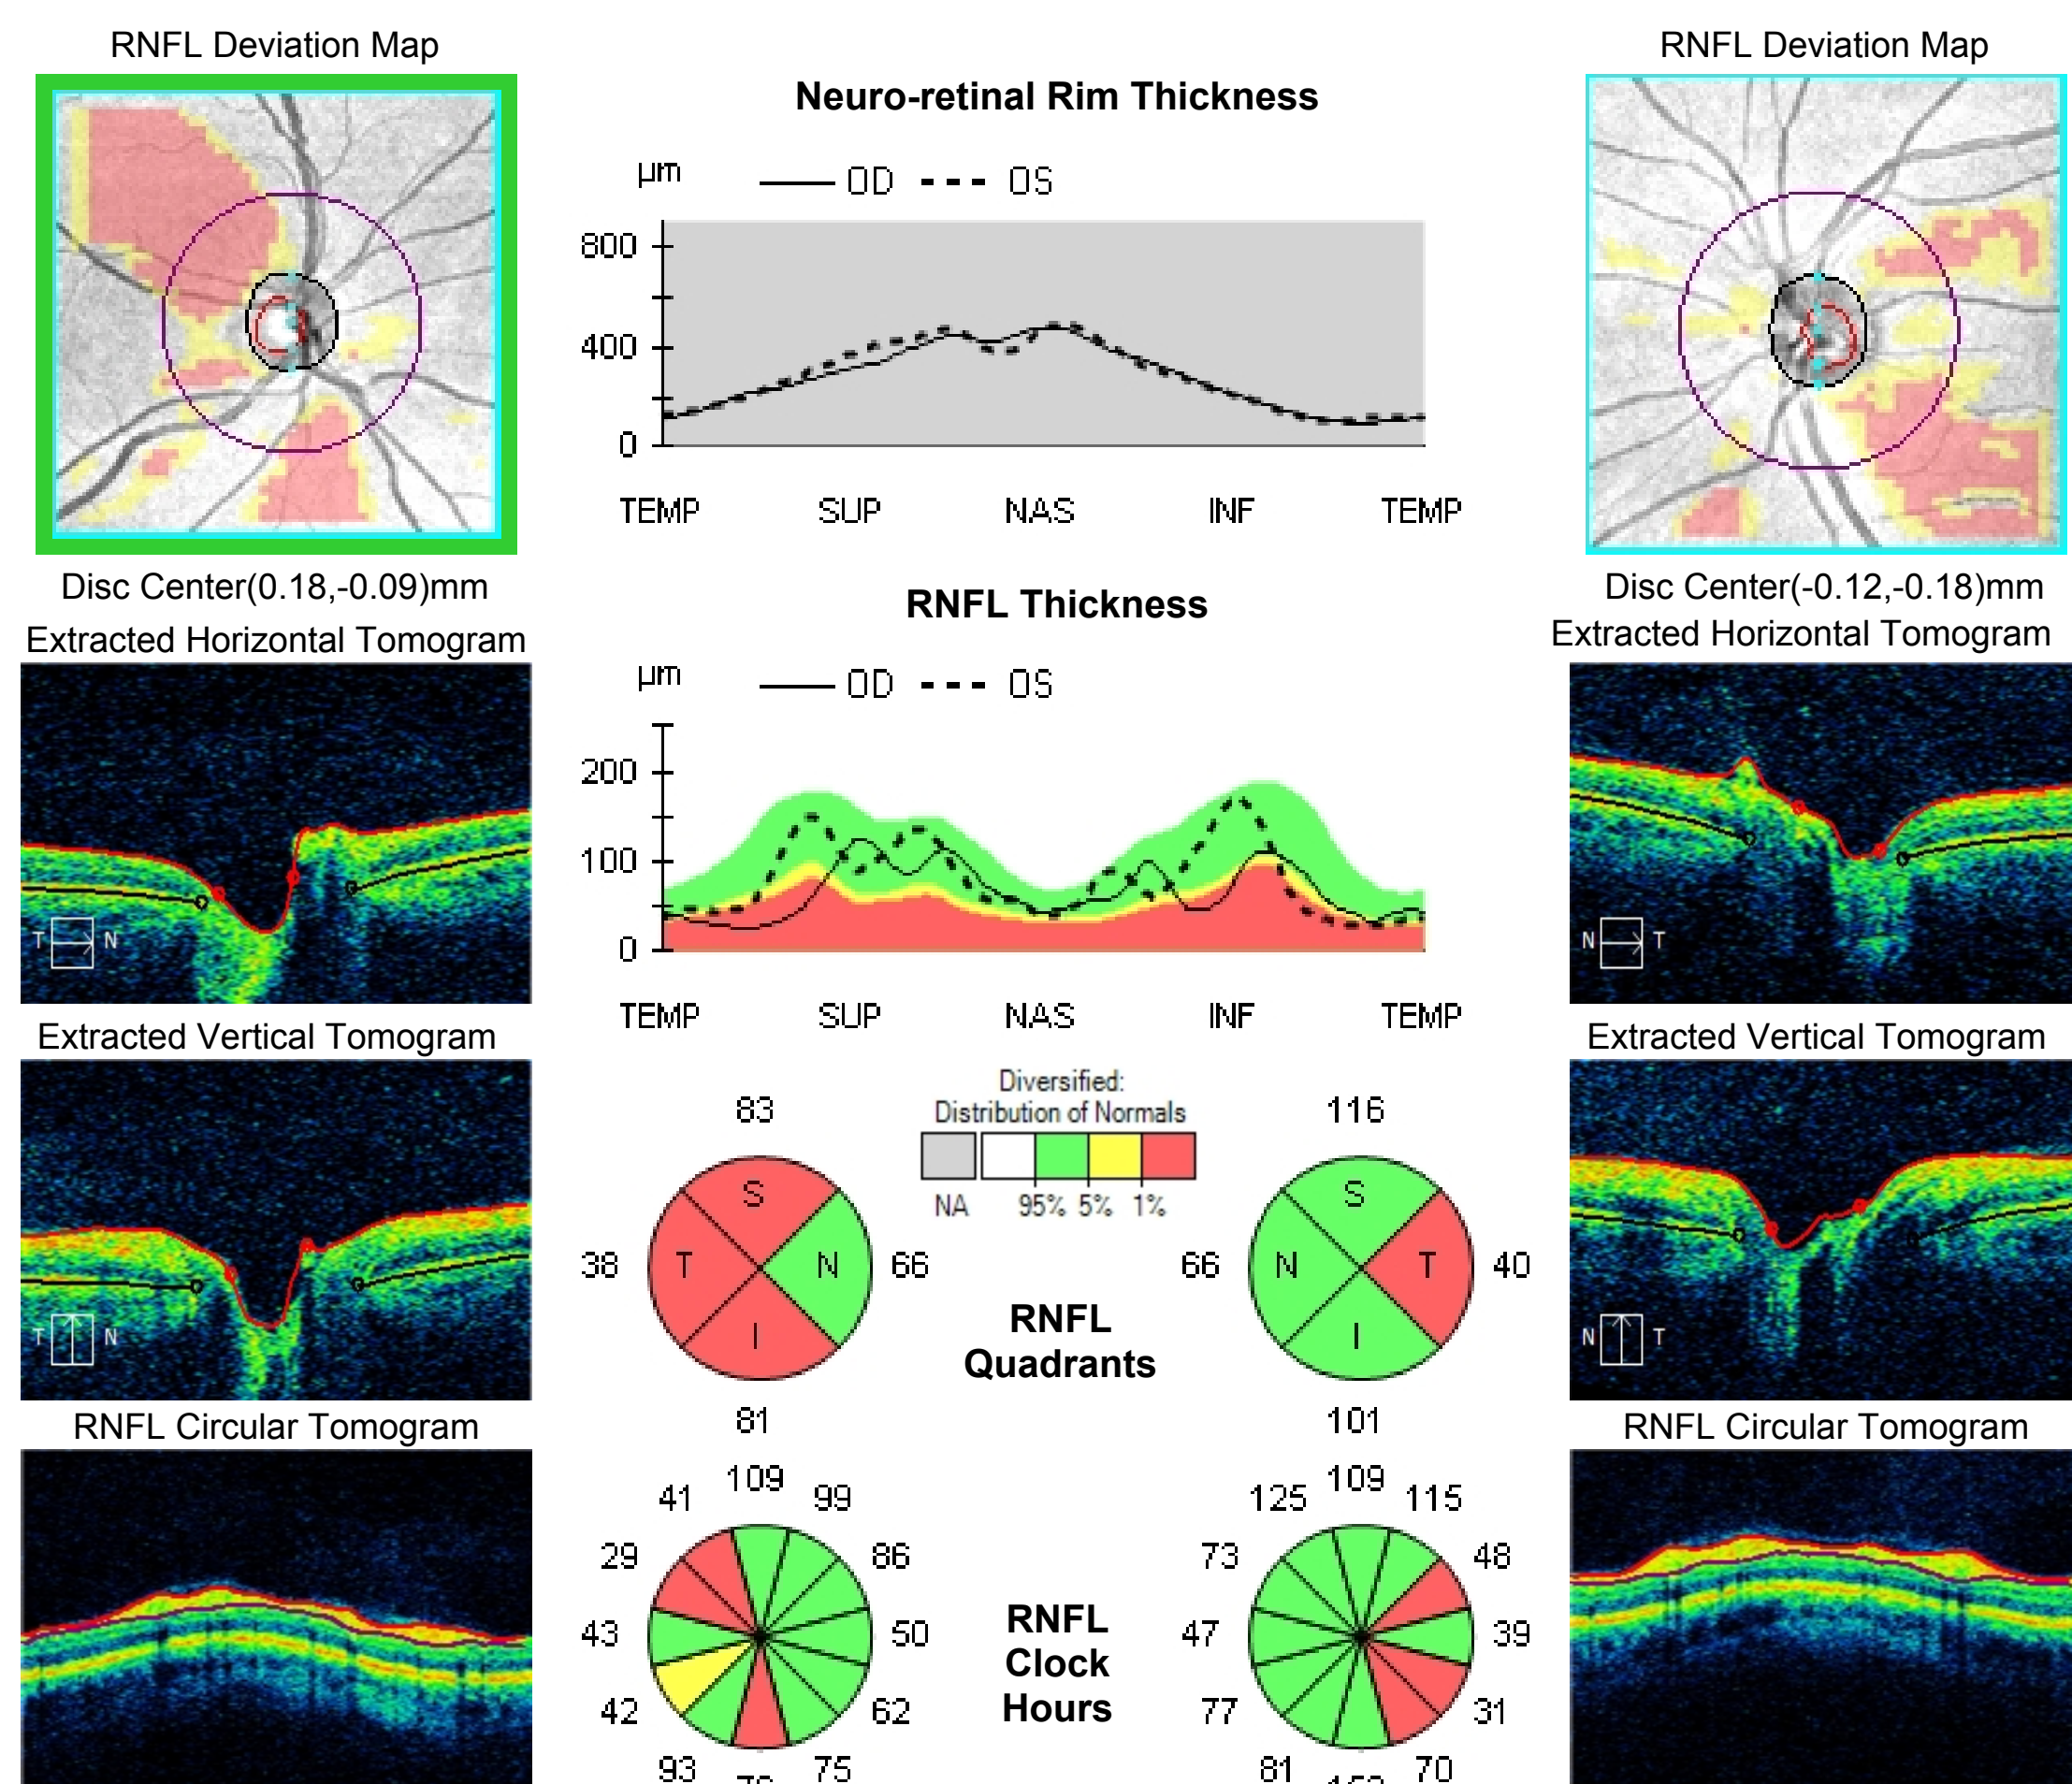 RNFL Deviation Map
Neuro-retinal Rim Thickness
RNFL Deviation Map
µm
OD
OS
800
400
0
TEMP SUP NAS INF TEMP
Disc Center(0.18,-0.09)mm
RNFL Thickness
Disc Center(-0.12,-0.18)mm
Extracted Horizontal Tomogram
Extracted Horizontal Tomogram
µm
OD
OS
200
100
0
T N
N T
TEMP SUP NAS INF TEMP
Extracted Vertical Tomogram
Extracted Vertical Tomogram
Diversified:
Distribution of Normals
NA 95% 5% 1%
83
S
38 T N 66
I
81
116
S
66 N T 40
I
101
RNFL
Quadrants
T N
N T
RNFL Circular Tomogram
RNFL Circular Tomogram
41 109 99
29 86
43 50
42 62
93 75
RNFL
Clock
Hours
125 109 115
73 48
47 39
77 31
81 70